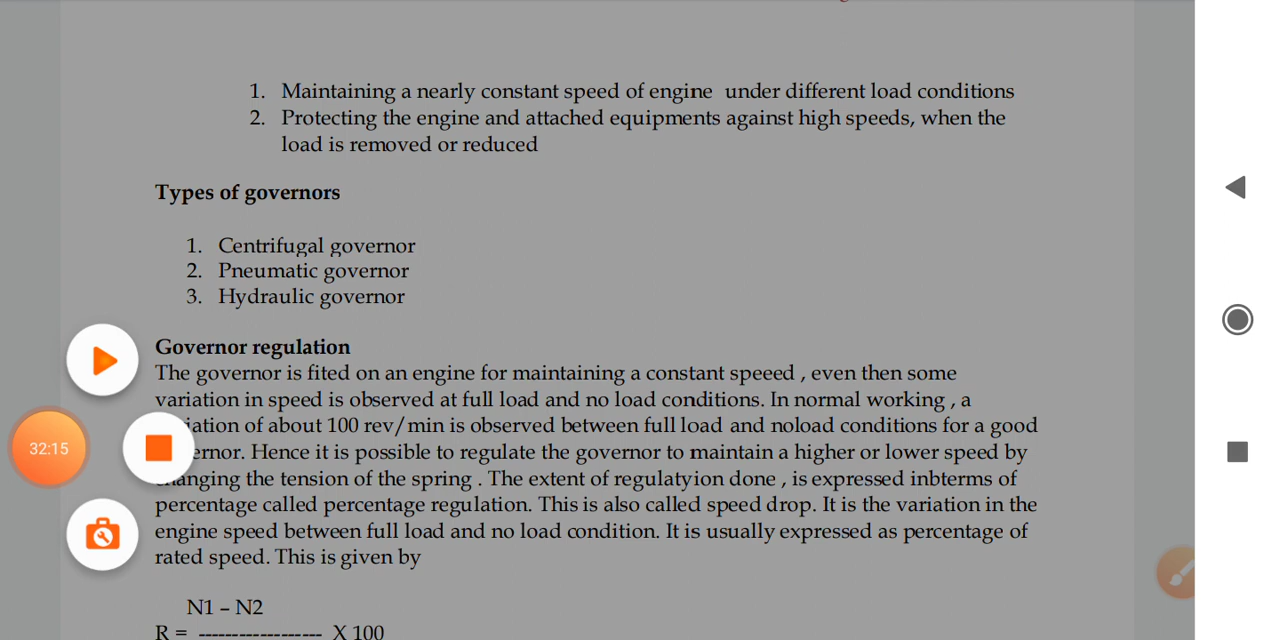 1. Maintaining a nearly constant speed of engine under different load conditions
2. Protecting the engine and attached equipments against high speeds, when the
load is removed or reduced
Types of governors
1. Centrifugal governor
2. Pneumatic governor
3. Hydraulic governor
Governor regulation
The governor is fited on an engine for maintaining a constant speeed , even then some
variation in speed is observed at full load and no load conditions. In normal working , a
iation of about 100 rev/min is observed between full load and noload conditions for a good
ernor. Hence it is possible to regulate the governor to maintain a higher or lower speed by
anging the tension of the spring . The extent of regulatyion done , is expressed inbterms of
percentage called percentage regulation. This is also called speed drop. It is the variation in the
engine speed between full load and no load condition. It is usually expressed as percentage of
rated speed. This is given by
N1 – N2
R = ------------------- X 100
32:15